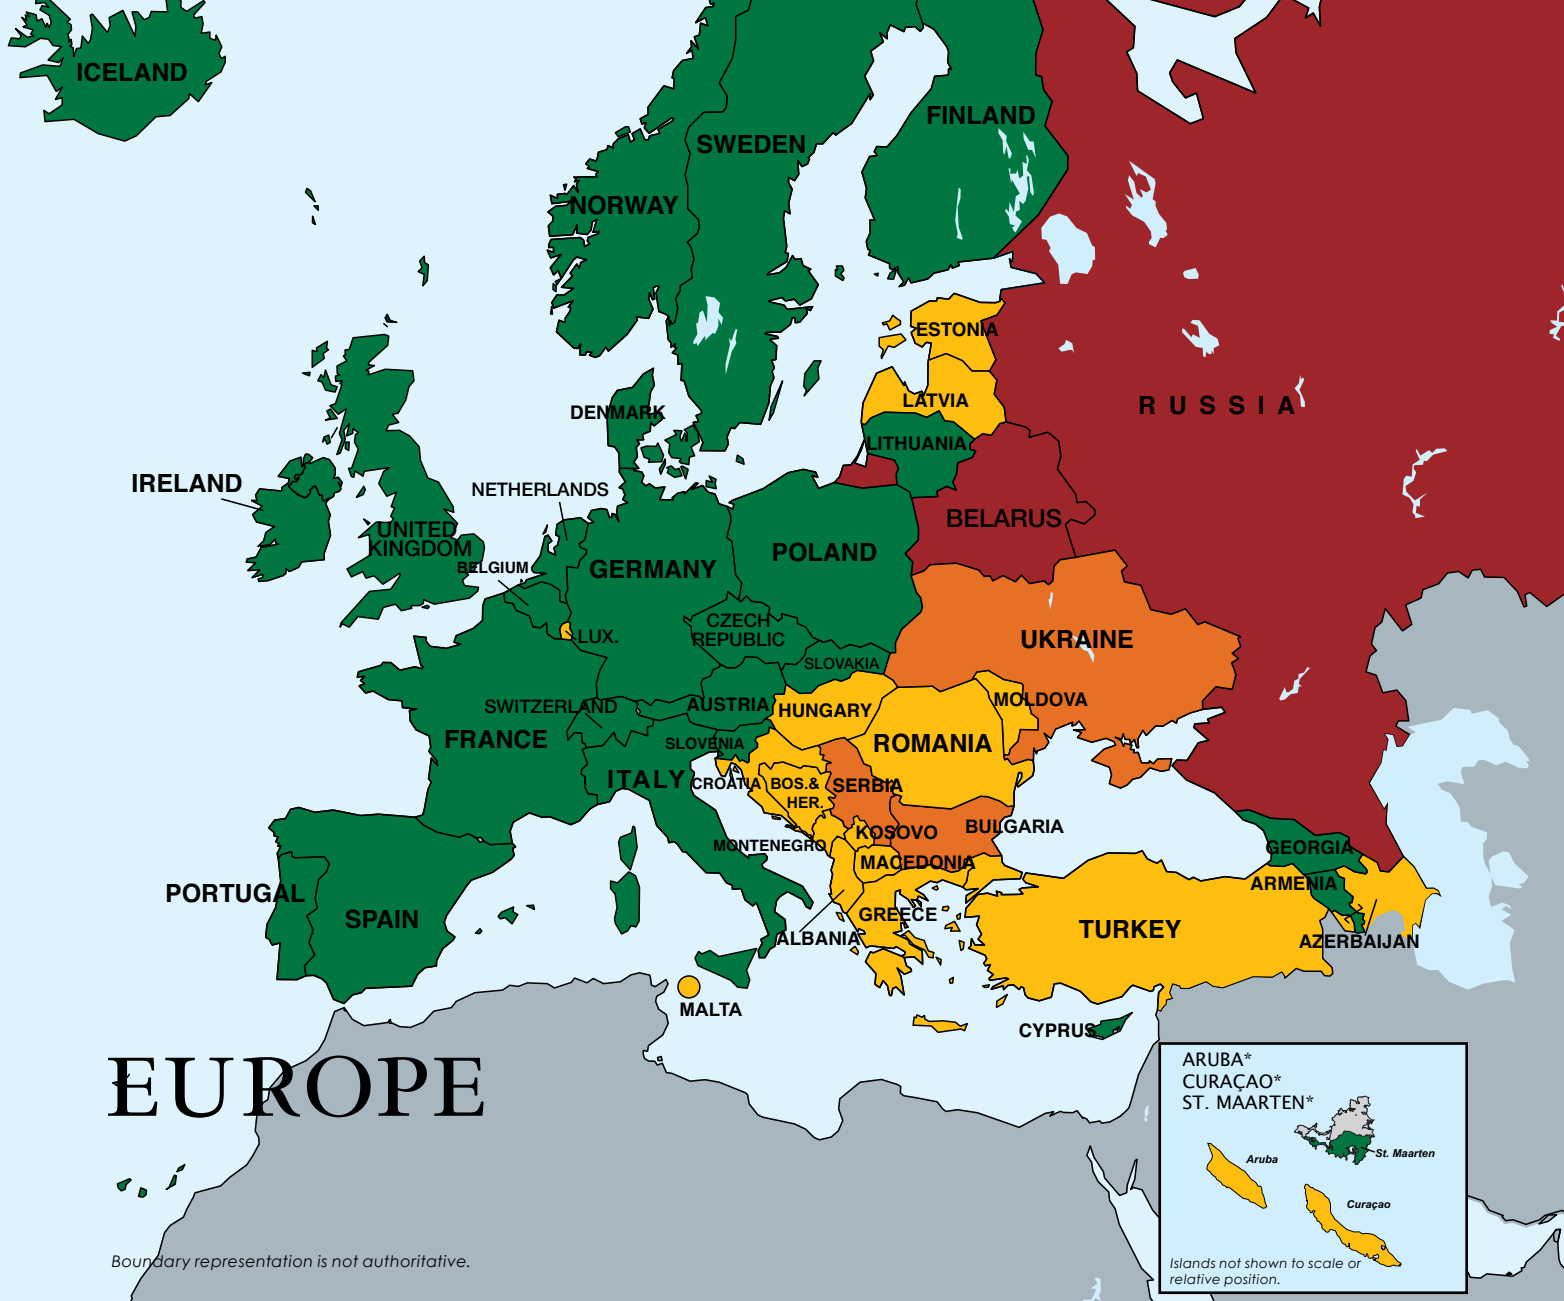 ICELAND
FINLAND
SWEDEN
NORWAY
ESTONIA
LATVIA
R U S S I A
DENMARK
LITHUANIA
IRELAND
NETHERLANDS
BELARUS
UNITED
KINGDOM
BELGIUM
GERMANY
POLAND
CZECH
REPUBLIC
LUX.
UKRAINE
SLOVAKIA
SWITZERLAND
AUSTRIA
HUNGARY
MOLDOVA
FRANCE
SLOVENIA
ROMANIA
ITALY
CROATIA
BOS.&
HER.
SERBIA
MONTENEGRO
KOSOVO
BULGARIA
GEORGIA
MACEDONIA
PORTUGAL
SPAIN
ARMENIA
GREECE
ALBANIA
TURKEY
AZERBAIJAN
MALTA
CYPRUS
EUROPE
ARUBA*
CURAÇAO*
ST. MAARTEN*
St. Maarten
Aruba
Curaçao
Islands not shown to scale or
relative position.
Boundary representation is not authoritative.